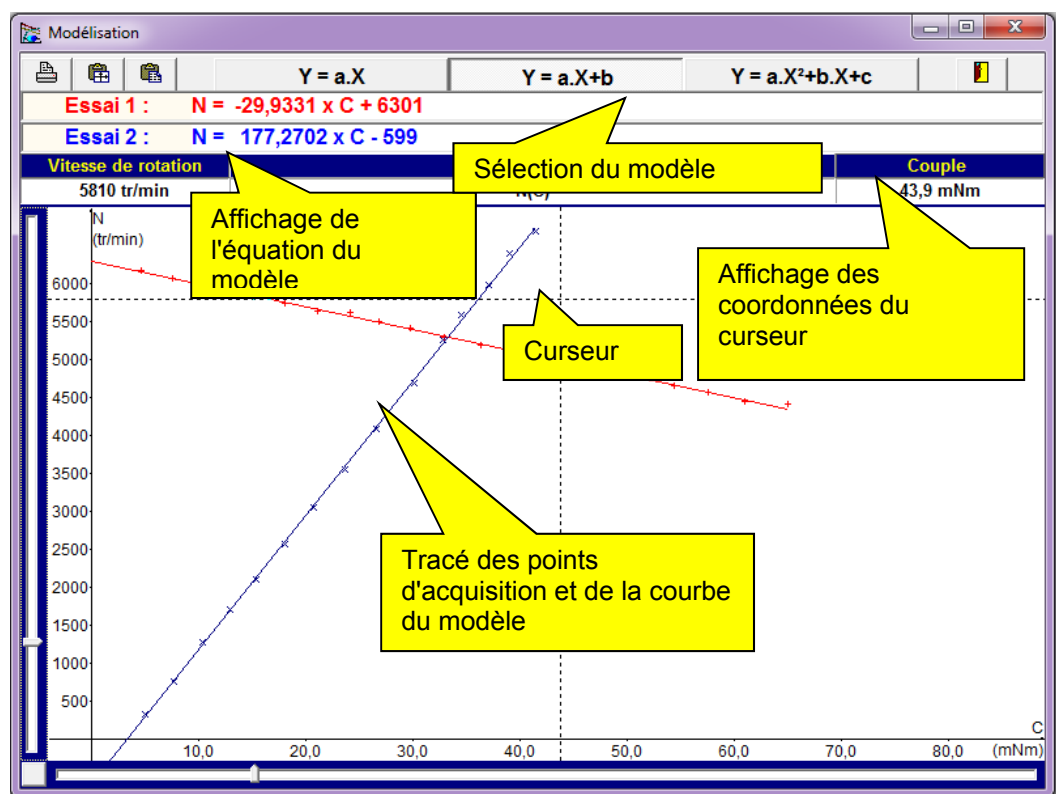 Modélisation
Y = a.X Y = a.X+b Y = a.X²+b.X+c
Essai 1 : N = -29,9331 x C + 6301
Essai 2 : N = 177,2702 x C - 599
Vitesse de rotation Couple
5810 tr/min N(C) 43,9 mNm
Sélection du modèle
Affichage de
l'équation du
modèle
Affichage des
coordonnées du
curseur
Curseur
Tracé des points
d'acquisition et de la courbe
du modèle
N
(tr/min)
6000
5500
5000
4500
4000
3500
3000
2500
2000
1500
1000
500
C
10,0 20,0 30,0 40,0 50,0 60,0 70,0 80,0 (mNm)